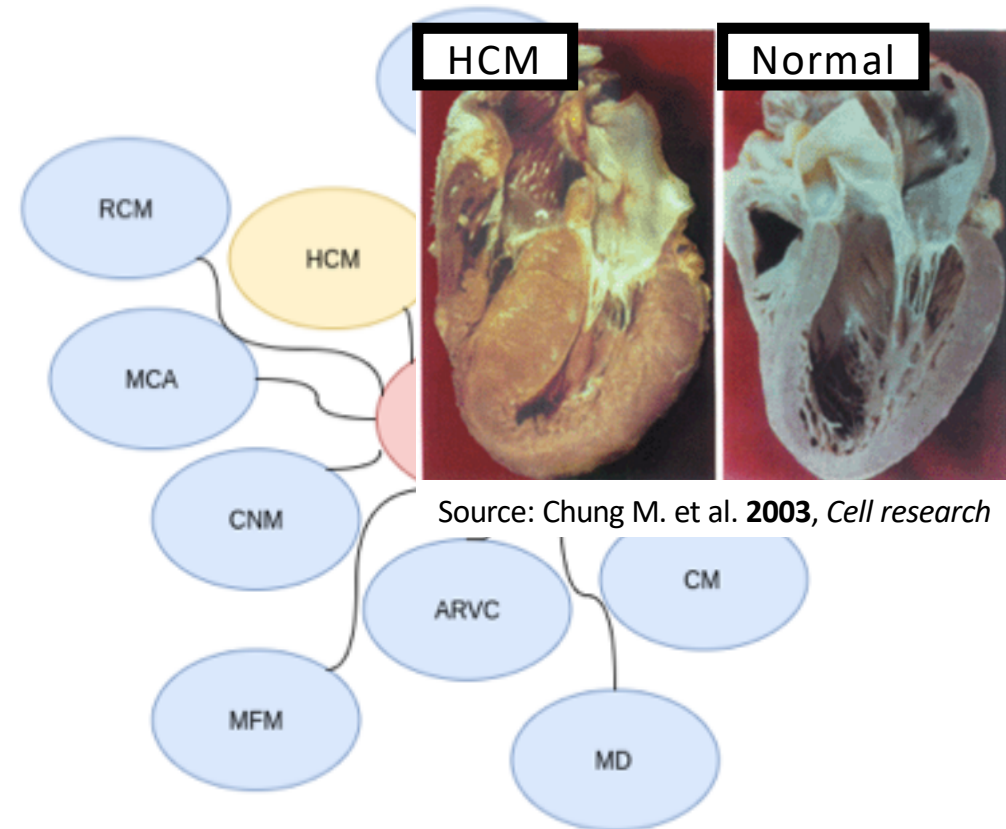 HCM
Normal
RCM
HCM
MCA
CNM
Source: Chung M. et al. 2003, Cell research
CM
ARVC
MFM
MD